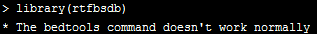 > library(rtfbsdb)
* The bedtools command doesn't work normally